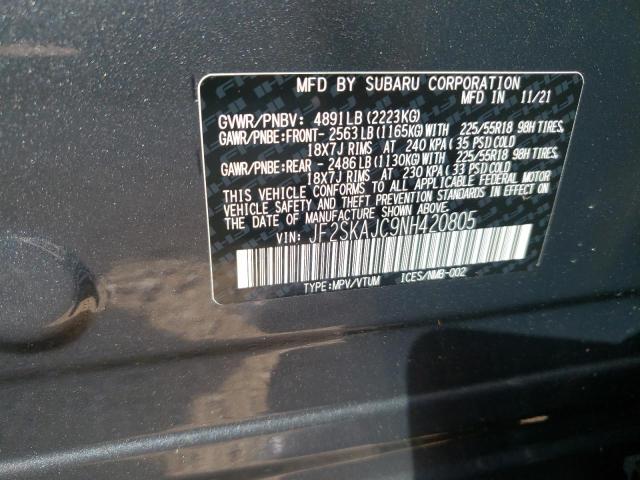 MFD BY SUBARU CORPORATION
MFD IN 11/21
GVWR/PNBV: 4891LB(2223KG)
GAWR/PNBE:FRONT- 2563LB(1165KG)WITH 225/55R18 98H TIRES,
18X7J RIMS AT 240 KPA(35 PSI)COLD
GAWR/PNBE:REAR - 2486LB(1130KG)WITH 225/55R18 98H TIRES,
18X7J RIMS AT 230 KPA(33 PSI)COLD
THIS VEHICLE CONFORMS TO ALL APPLICABLE FEDERAL MOTOR
VEHICLE SAFETY AND THEFT PREVENTION STANDARDS IN EFFECT ON
THE DATE OF MANUFACTURE SHOWN ABOVE.
VIN: JF2SKAJC9NH420805
TYPE:MPV/VTUM ICES/NMB-002